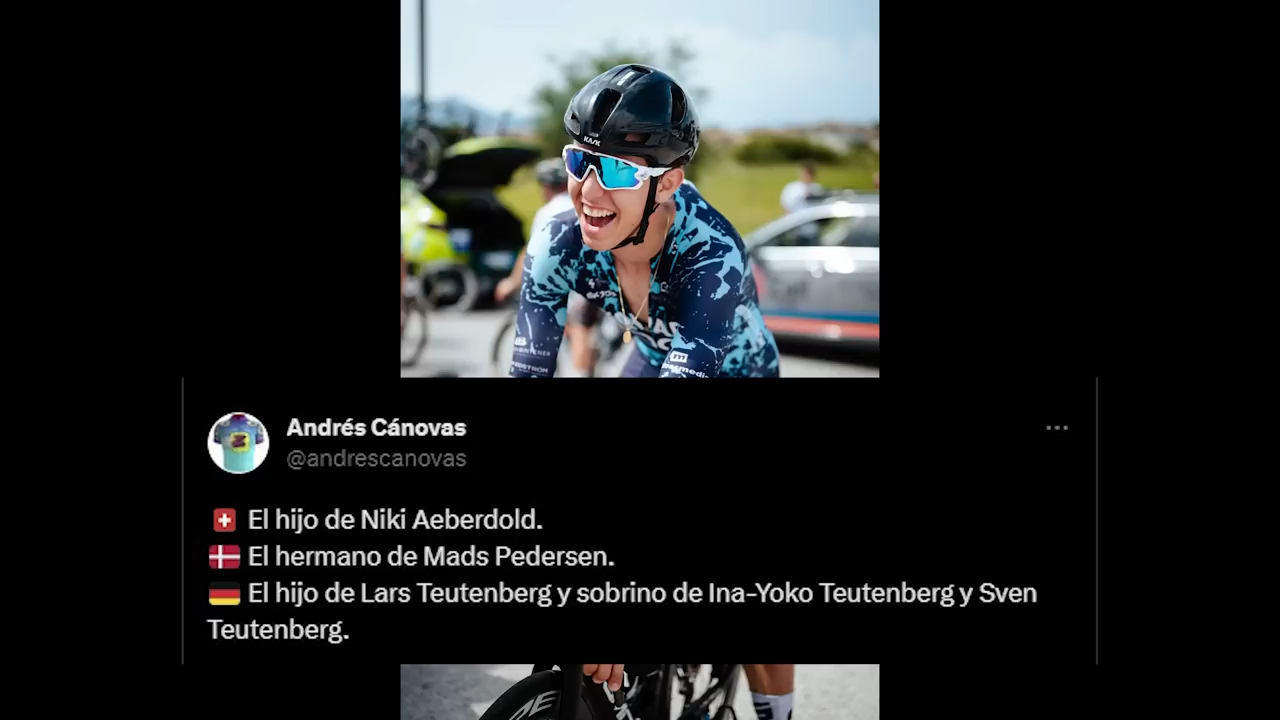 KASK
Andrés Cánovas
@andrescanovas
El hijo de Niki Aeberdold.
El hermano de Mads Pedersen.
El hijo de Lars Teutenberg y sobrino de Ina-Yoko Teutenberg y Sven
Teutenberg.